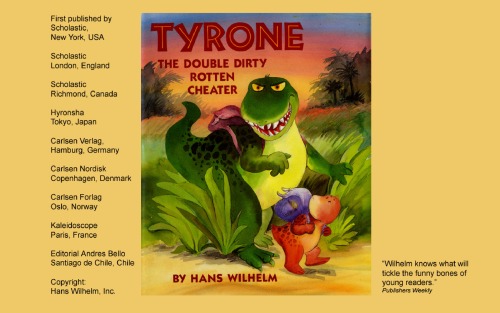 First published by
Scholastic,
New York, USA
Scholastic
London, England
Scholastic
Richmond, Canada
Hyronsha
Tokyo, Japan
Carlsen Verlag,
Hamburg, Germany
Carlsen Nordisk
Copenhagen, Denmark
Carlsen Forlag
Oslo, Norway
Kaleidoscope
Paris, France
Editorial Andres Bello
Santiago de Chile, Chile
Copyright:
Hans Wilhelm, Inc.
TYRONE
THE DOUBLE DIRTY
ROTTEN
CHEATER
BY HANS WILHELM
"Wilhelm knows what will
tickle the funny bones of
young readers."
Publishers Weekly